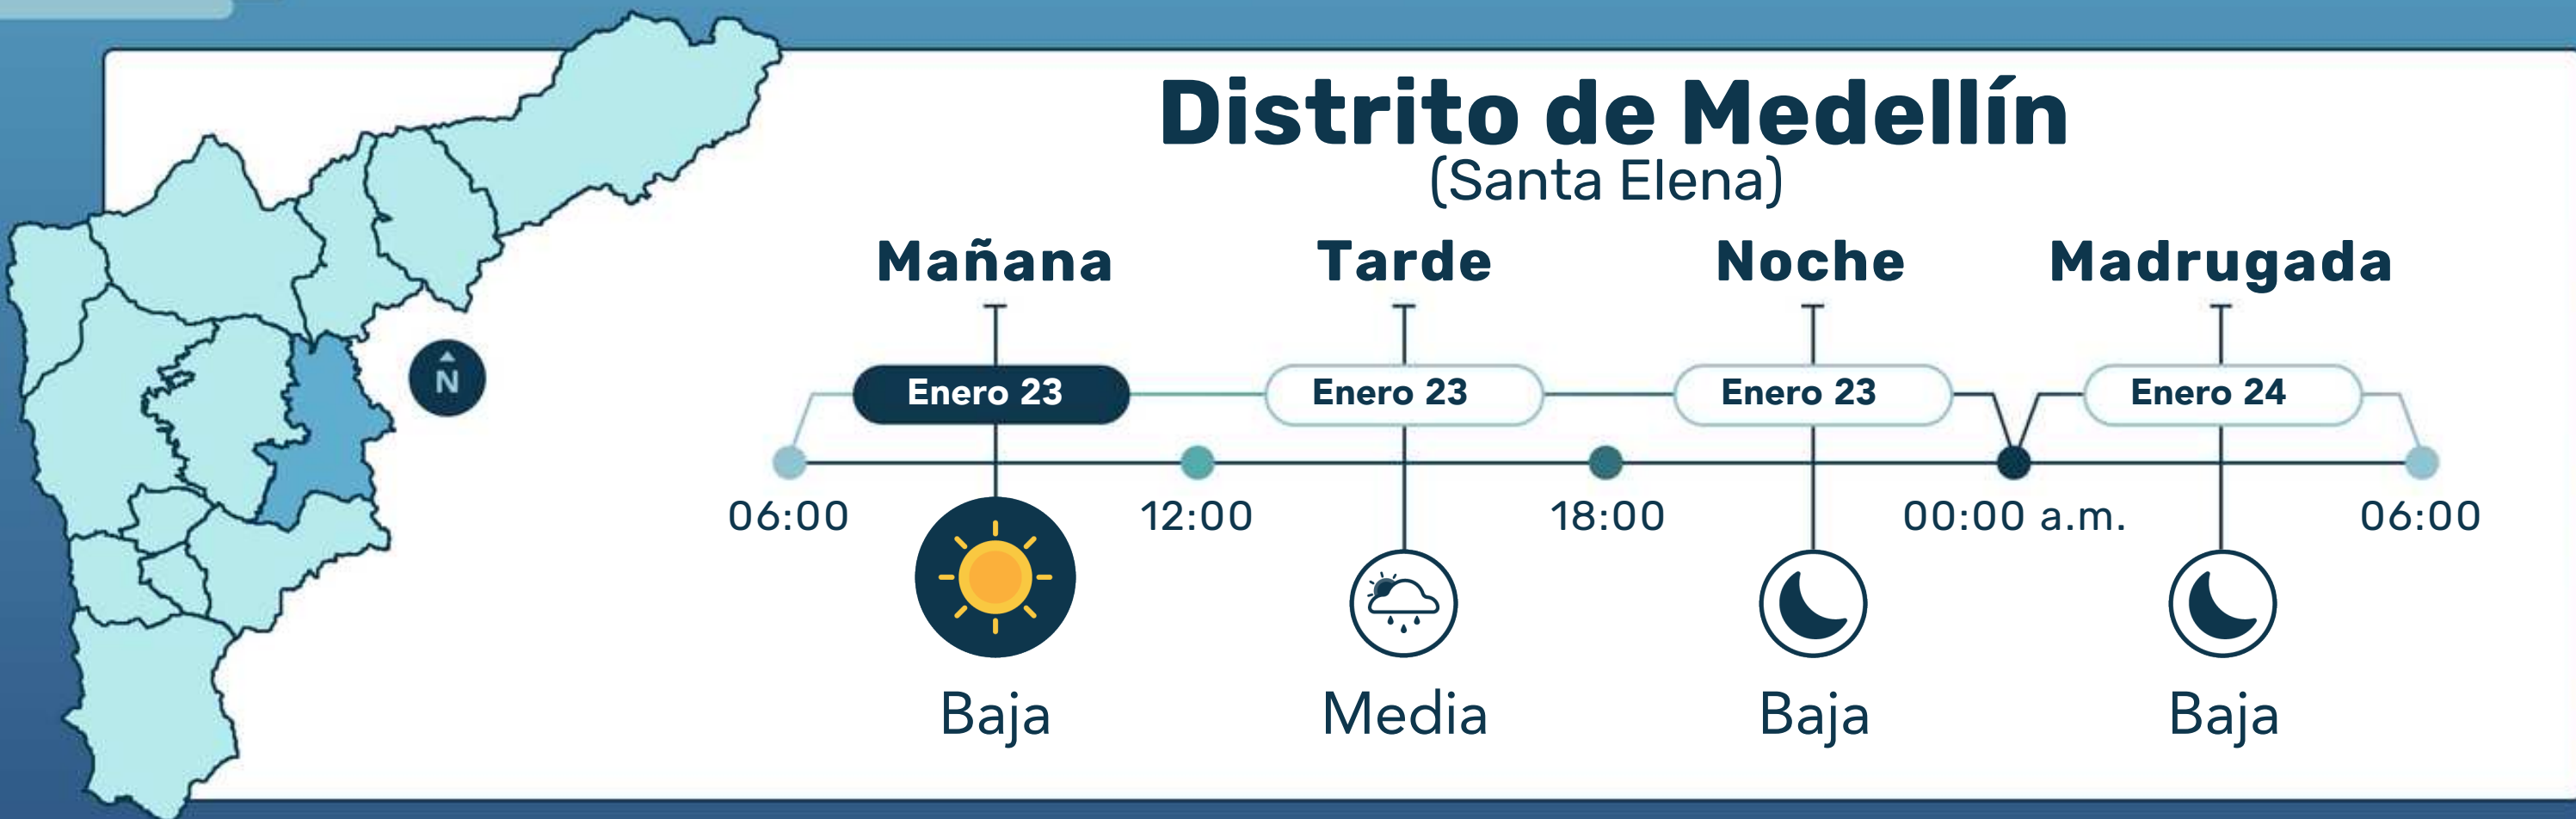 Distrito de Medellín
(Santa Elena)
Mañana Tarde Noche Madrugada
N
Enero 23 Enero 23 Enero 23 Enero 24
06:00 12:00 18:00 00:00 a.m. 06:00
Baja Media Baja Baja